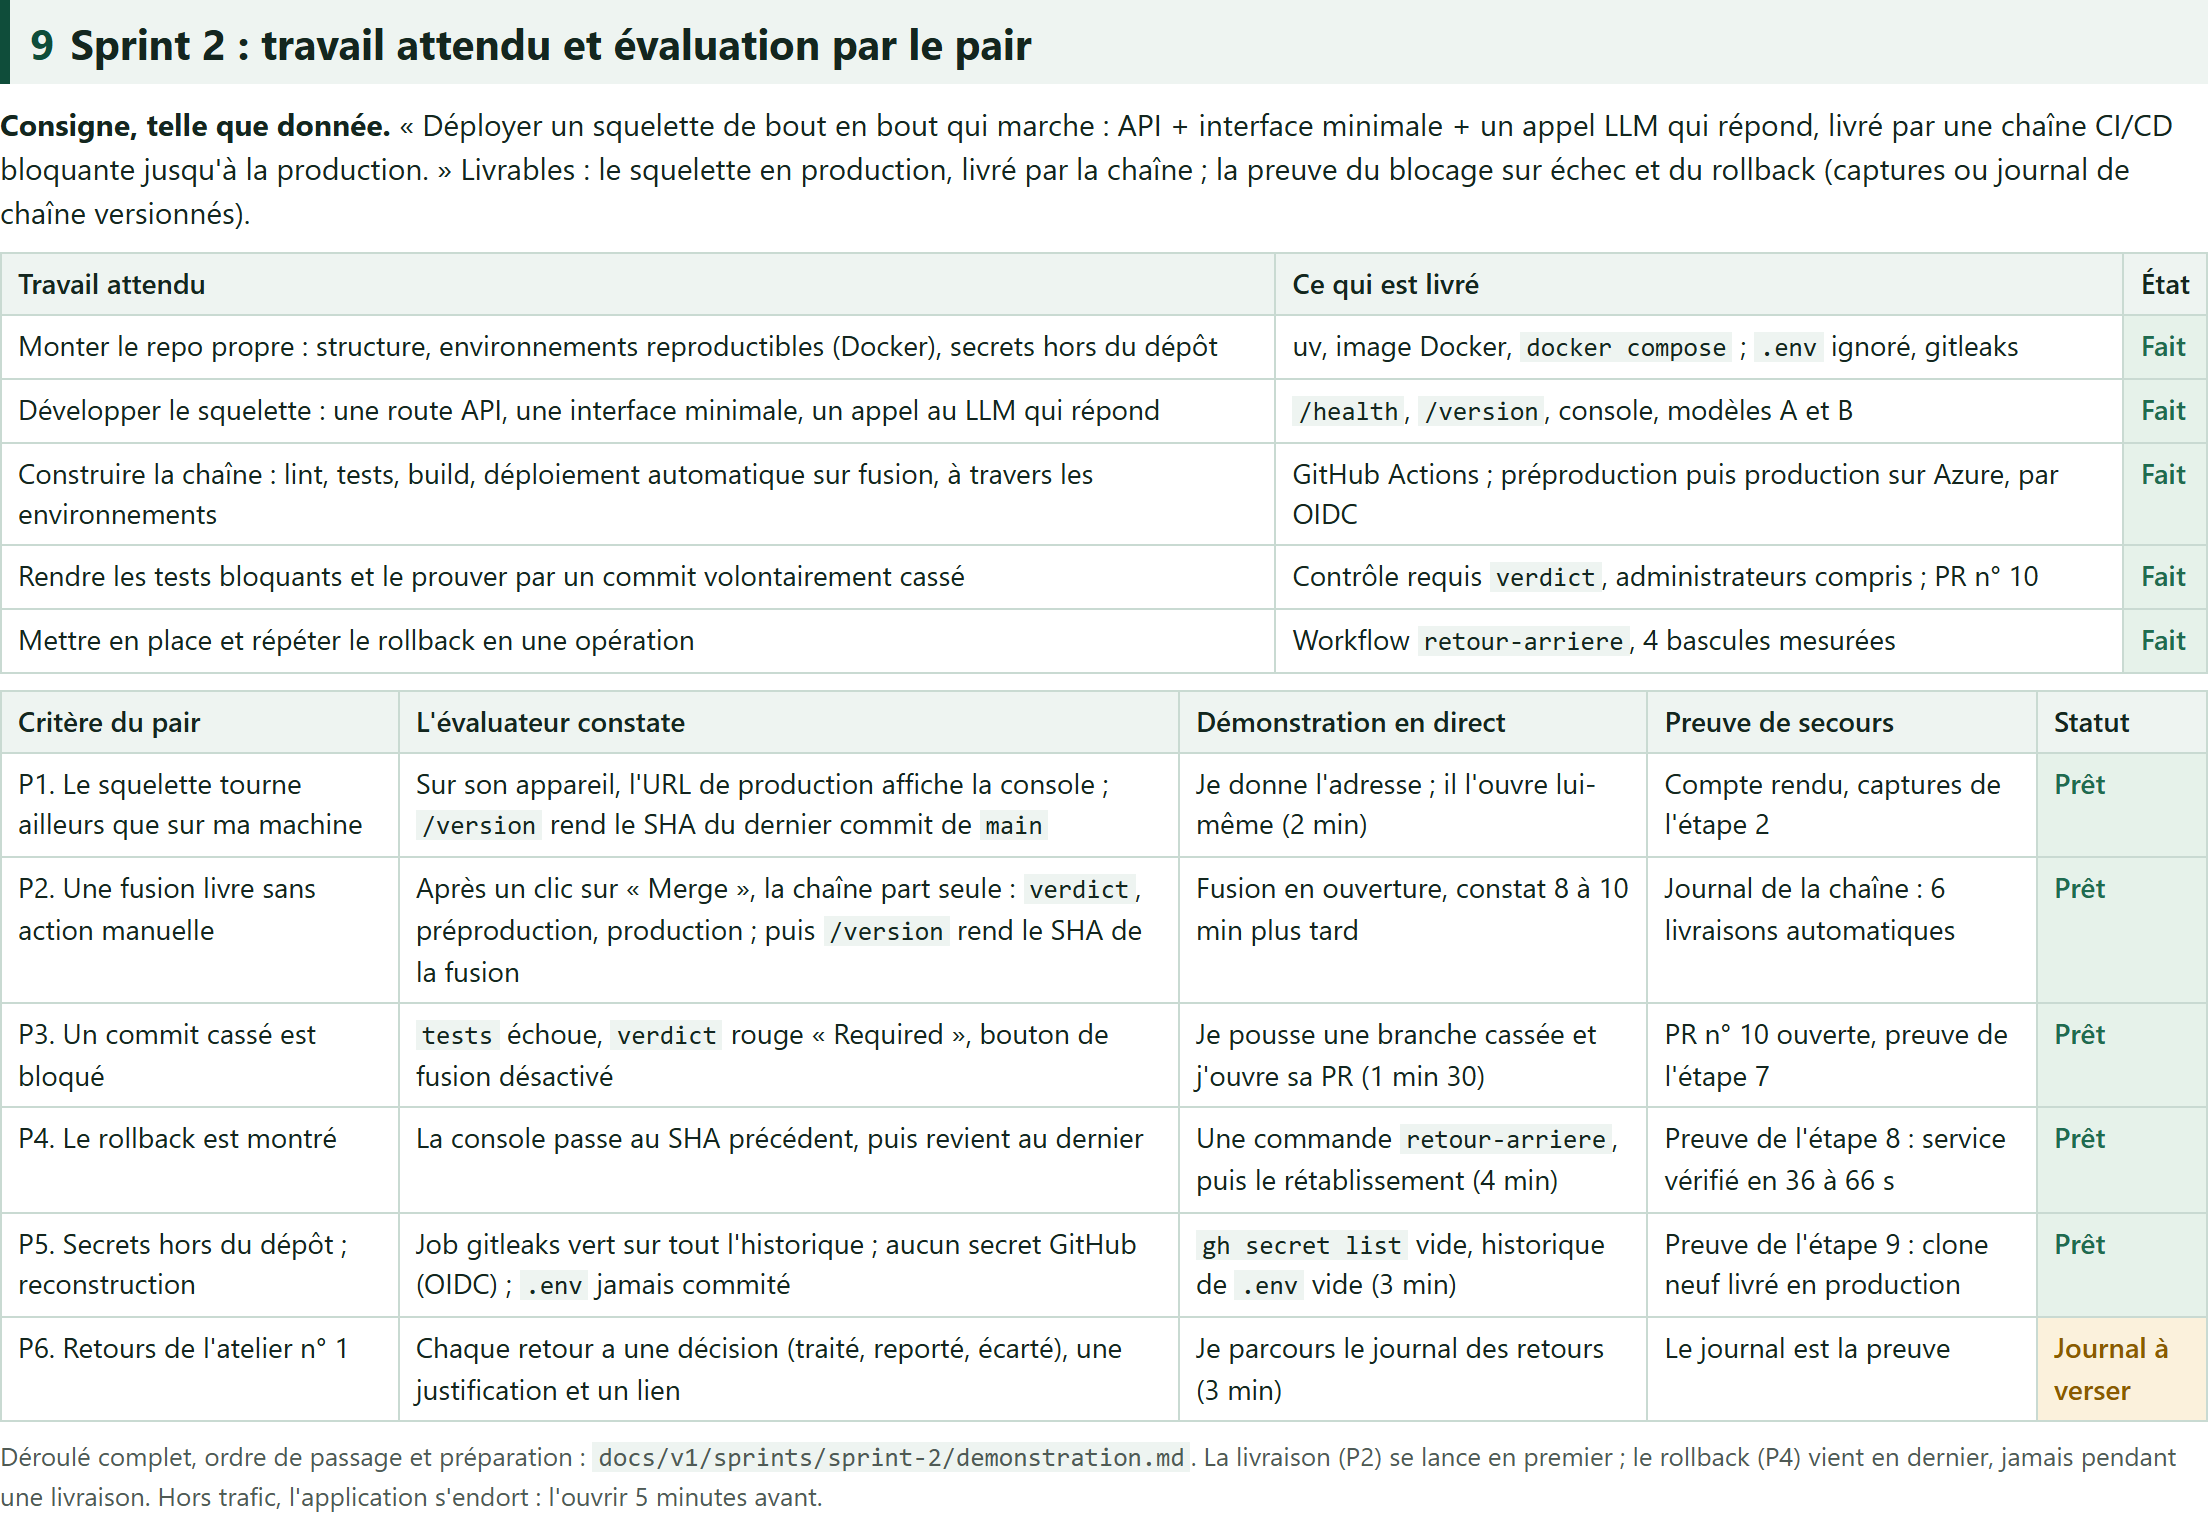 9 Sprint 2 : travail attendu et évaluation par le pair
Consigne, telle que donnée. « Déployer un squelette de bout en bout qui marche : API + interface minimale + un appel LLM qui répond, livré par une chaîne CI/CD
bloquante jusqu'à la production. » Livrables : le squelette en production, livré par la chaîne ; la preuve du blocage sur échec et du rollback (captures ou journal de
chaîne versionnés).
Travail attendu
Ce qui est livré
État
Monter le repo propre : structure, environnements reproductibles (Docker), secrets hors du dépôt
uv, image Docker, docker compose ; .env ignoré, gitleaks
Fait
Développer le squelette : une route API, une interface minimale, un appel au LLM qui répond
/health, /version, console, modèles A et B
Fait
Construire la chaîne : lint, tests, build, déploiement automatique sur fusion, à travers les
environnements
GitHub Actions ; préproduction puis production sur Azure, par
OIDC
Fait
Rendre les tests bloquants et le prouver par un commit volontairement cassé
Contrôle requis verdict, administrateurs compris ; PR n° 10
Fait
Mettre en place et répéter le rollback en une opération
Workflow retour-arriere, 4 bascules mesurées
Fait
Critère du pair
L'évaluateur constate
Démonstration en direct
Preuve de secours
Statut
P1. Le squelette tourne
ailleurs que sur ma machine
Sur son appareil, l'URL de production affiche la console ;
/version rend le SHA du dernier commit de main
Je donne l'adresse ; il l'ouvre lui-
même (2 min)
Compte rendu, captures de
l'étape 2
Prêt
P2. Une fusion livre sans
action manuelle
Après un clic sur « Merge », la chaîne part seule : verdict,
préproduction, production ; puis /version rend le SHA de
la fusion
Fusion en ouverture, constat 8 à 10
min plus tard
Journal de la chaîne : 6
livraisons automatiques
Prêt
P3. Un commit cassé est
bloqué
tests échoue, verdict rouge « Required », bouton de
fusion désactivé
Je pousse une branche cassée et
j'ouvre sa PR (1 min 30)
PR n° 10 ouverte, preuve de
l'étape 7
Prêt
P4. Le rollback est montré
La console passe au SHA précédent, puis revient au dernier
Une commande retour-arriere,
puis le rétablissement (4 min)
Preuve de l'étape 8 : service
vérifié en 36 à 66 s
Prêt
P5. Secrets hors du dépôt ;
reconstruction
Job gitleaks vert sur tout l'historique ; aucun secret GitHub
(OIDC) ; .env jamais commité
gh secret list vide, historique
de .env vide (3 min)
Preuve de l'étape 9 : clone
neuf livré en production
Prêt
P6. Retours de l'atelier n° 1
Chaque retour a une décision (traité, reporté, écarté), une
justification et un lien
Je parcours le journal des retours
(3 min)
Le journal est la preuve
Journal à
verser
Déroulé complet, ordre de passage et préparation : docs/v1/sprints/sprint-2/demonstration.md. La livraison (P2) se lance en premier ; le rollback (P4) vient en dernier, jamais pendant
une livraison. Hors trafic, l'application s'endort : l'ouvrir 5 minutes avant.